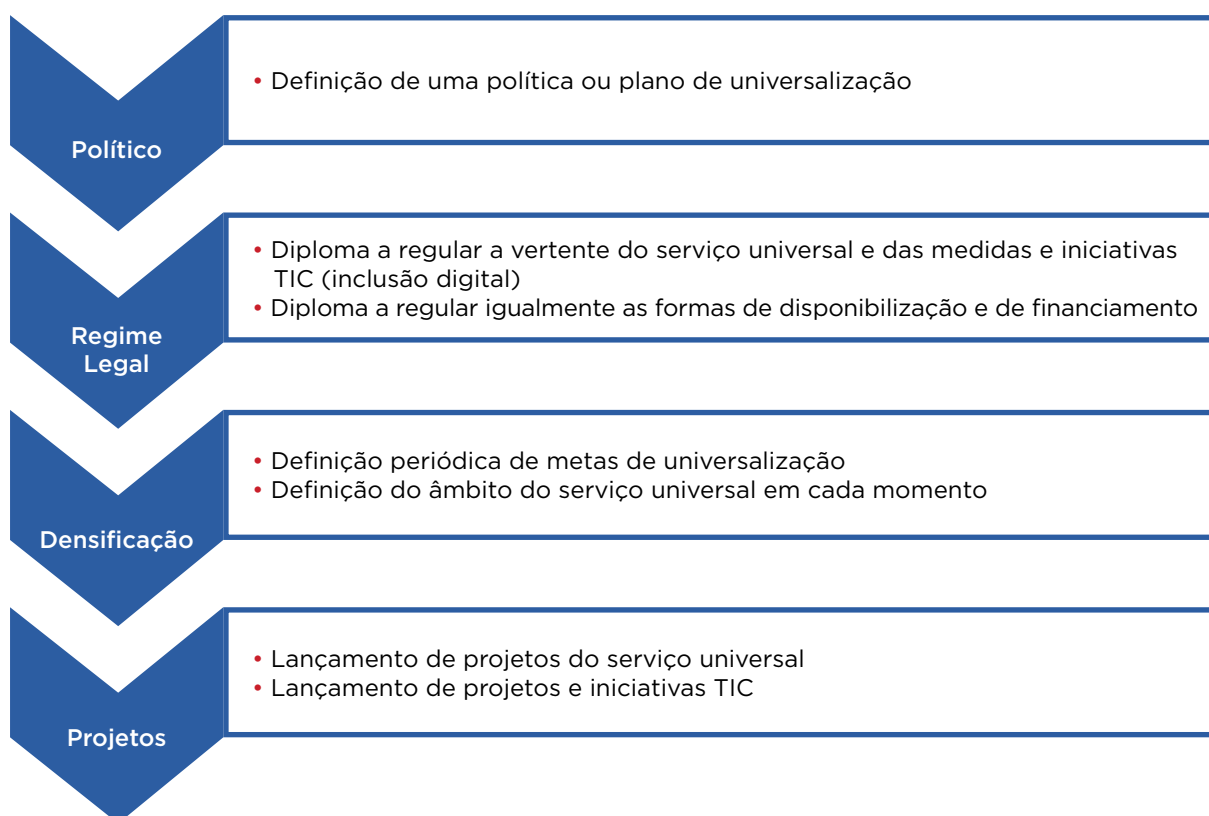 • Definição de uma política ou plano de universalização
Político
• Diploma a regular a vertente do serviço universal e das medidas e iniciativas
TIC (inclusão digital)
• Diploma a regular igualmente as formas de disponibilização e de financiamento
Regime
Legal
• Definição periódica de metas de universalização
• Definição do âmbito do serviço universal em cada momento
Densificação
• Lançamento de projetos do serviço universal
• Lançamento de projetos e iniciativas TIC
Projetos